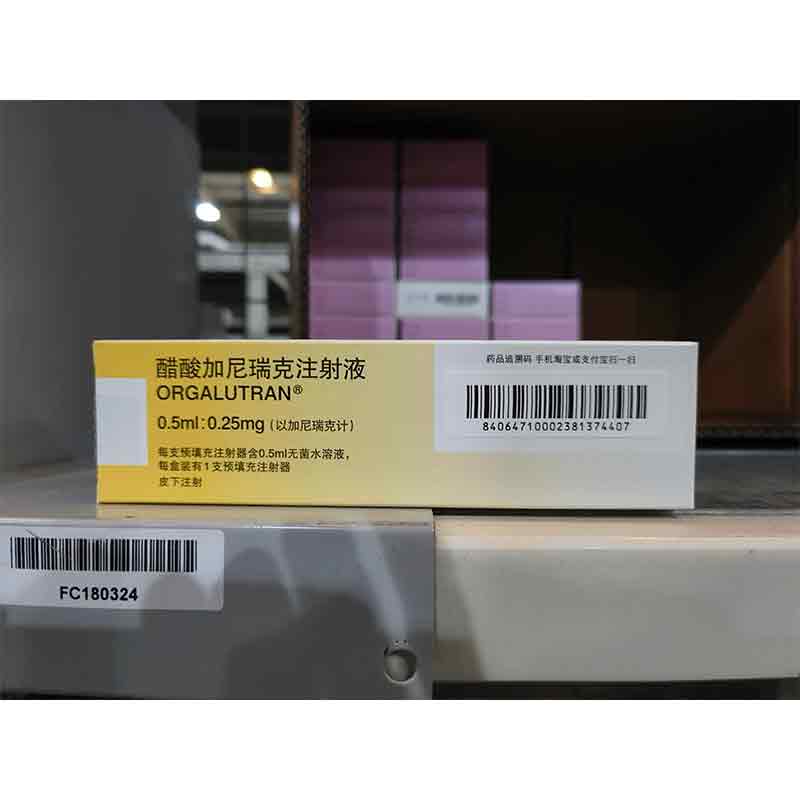 醋酸加尼瑞克注射液
ORGALUTRAN®
0.5ml:0.25mg (以加尼瑞克计)
每支预填充注射器含0.5ml无菌水溶液,
每盒装有1支预填充注射器
皮下注射
药品追溯码 手机淘宝或支付宝扫一扫
84064710002381374407
FC180324